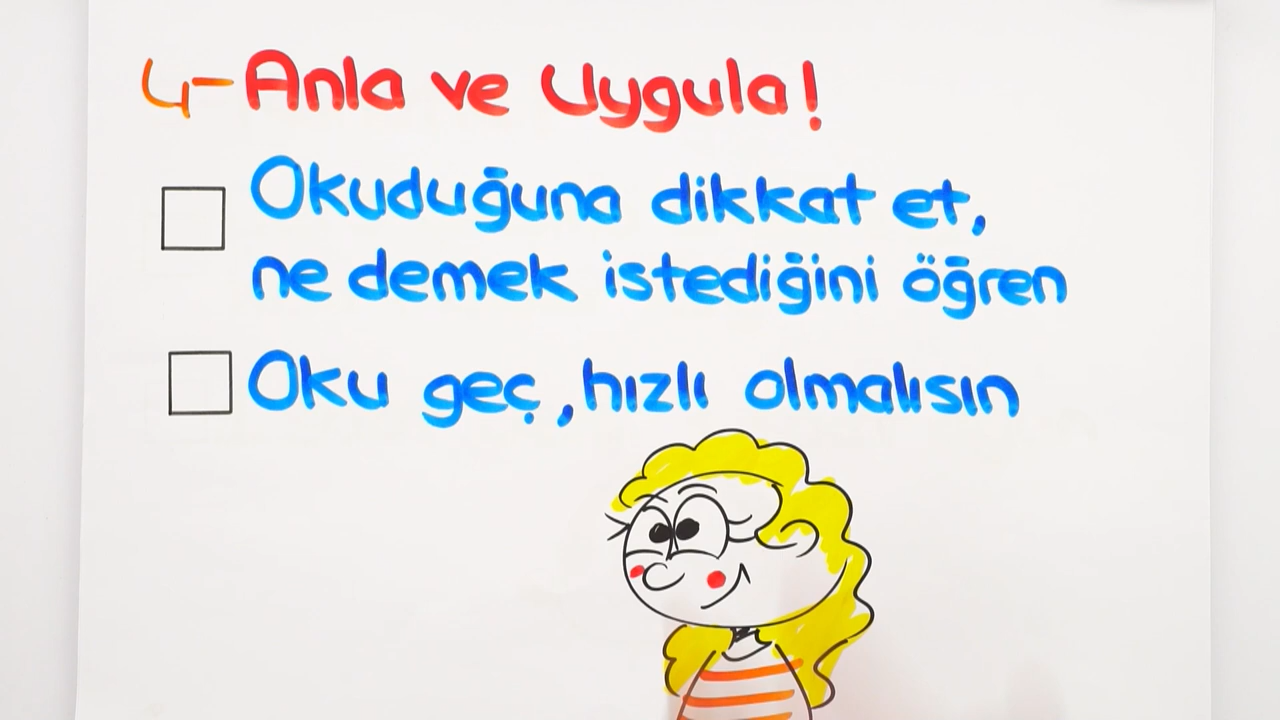 4- Anla ve Uygula!
Okuduğuna dikkat et,
ne demek istediğini öğren
Oku geç, hızlı olmalısın